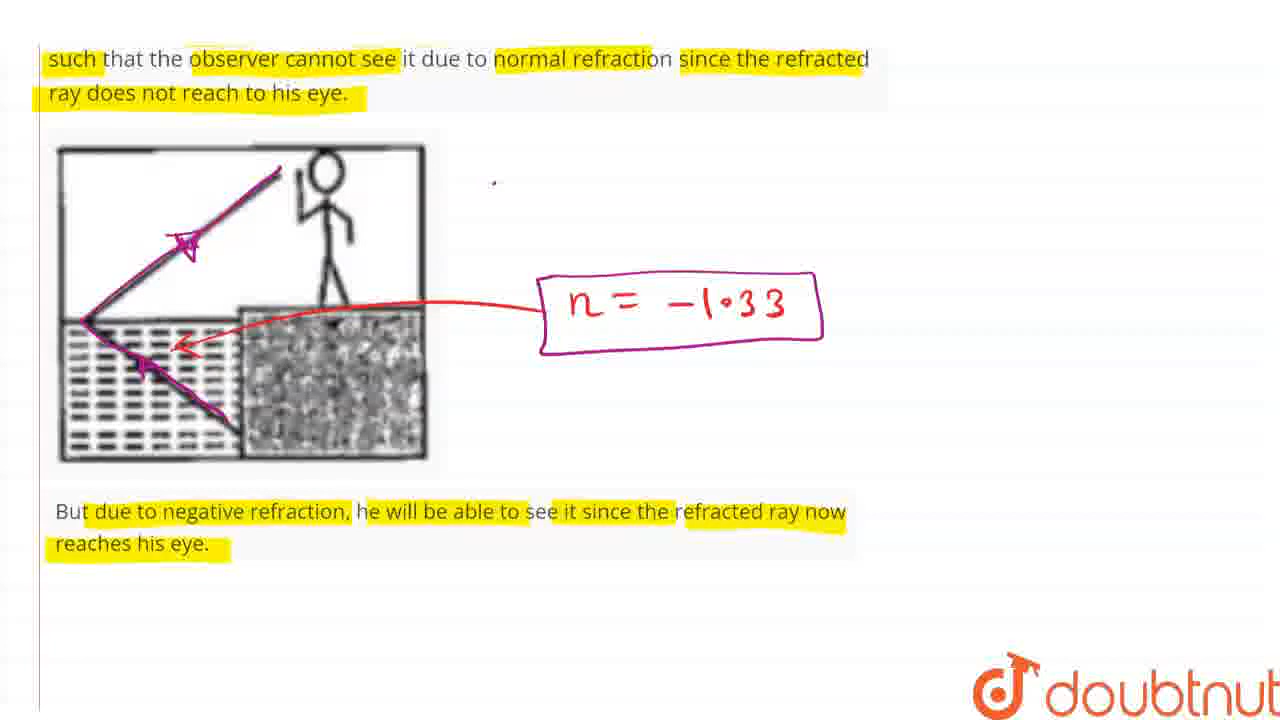 such that the observer cannot see it due to normal refraction since the refracted
ray does not reach to his eye.
n = -1.33
But due to negative refraction, he will be able to see it since the refracted ray now
reaches his eye.
doubtnut